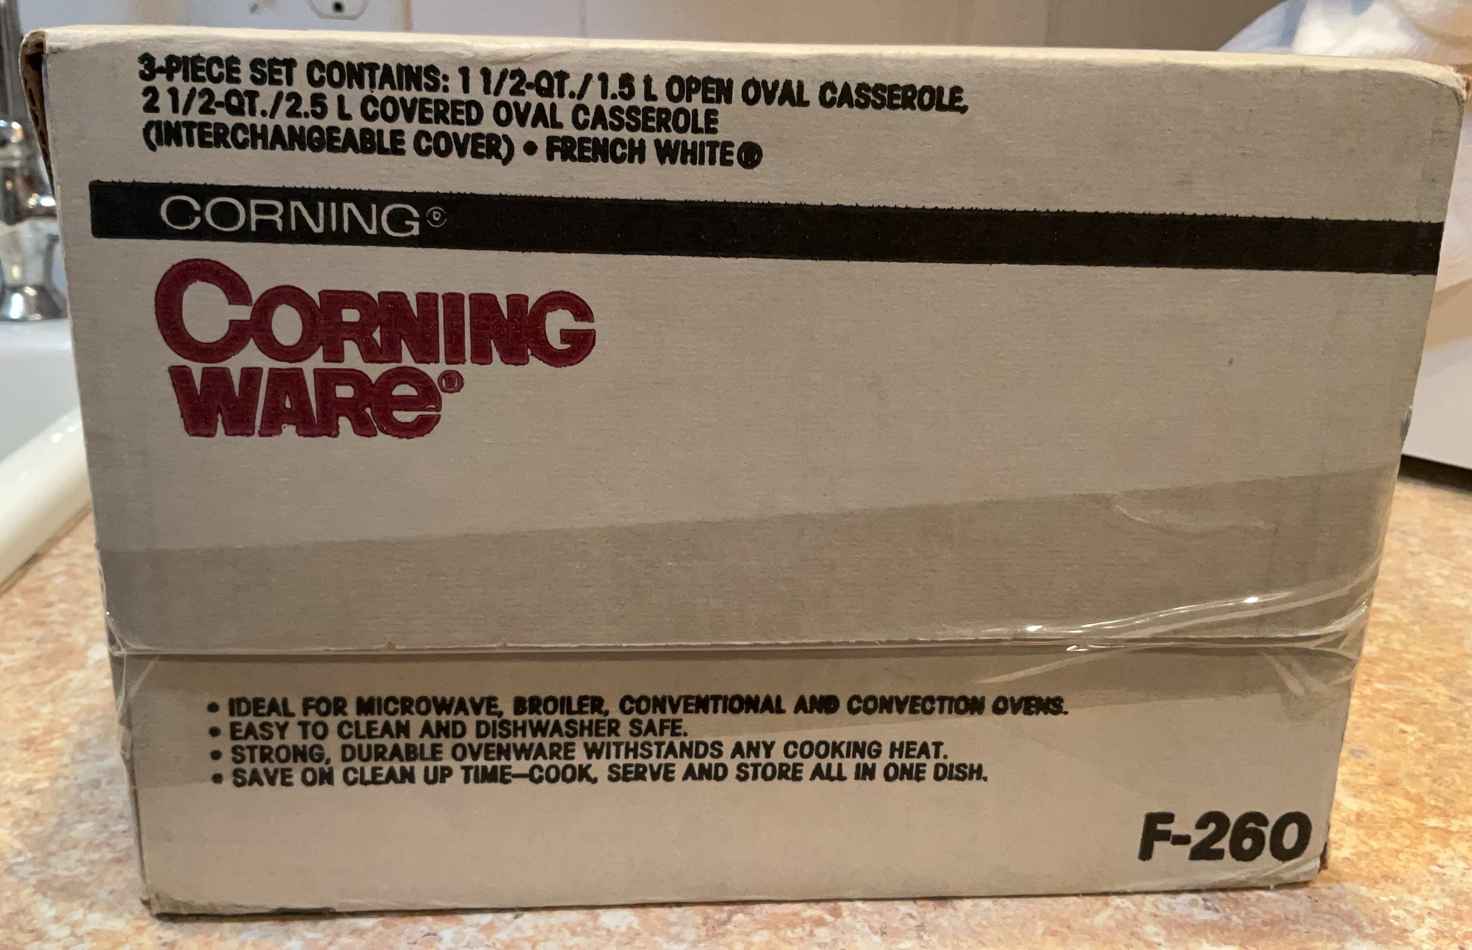 3-PIECE SET CONTAINS: 1 1/2-QT./1.5 L OPEN OVAL CASSEROLE,
2 1/2-QT./2.5 L COVERED OVAL CASSEROLE
(INTERCHANGEABLE COVER) • FRENCH WHITE®
CORNING®
CORNING
WARE®
• IDEAL FOR MICROWAVE, BROILER, CONVENTIONAL AND CONVECTION OVENS.
• EASY TO CLEAN AND DISHWASHER SAFE.
• STRONG, DURABLE OVENWARE WITHSTANDS ANY COOKING HEAT.
• SAVE ON CLEAN UP TIME—COOK, SERVE AND STORE ALL IN ONE DISH.
F-260